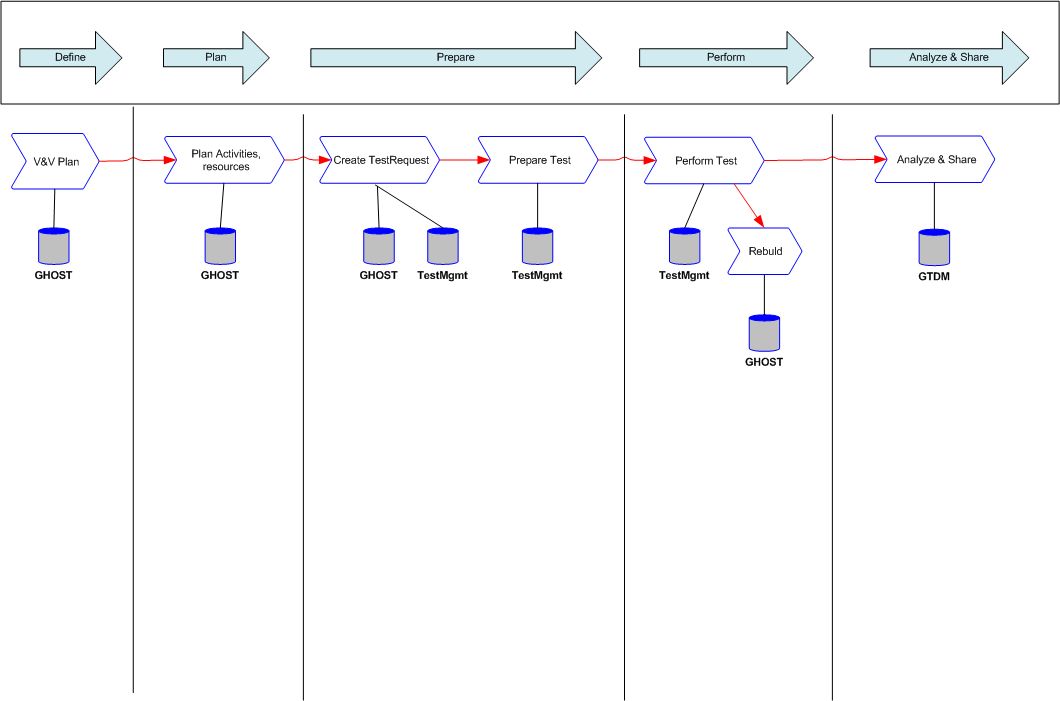 Define
Plan
Prepare
Perform
Analyze & Share
V&V Plan
Plan Activities,
resources
Create TestRequest
Prepare Test
Perform Test
Analyze & Share
Rebuld
GHOST
GHOST
GHOST
TestMgmt
TestMgmt
TestMgmt
GTDM
GHOST